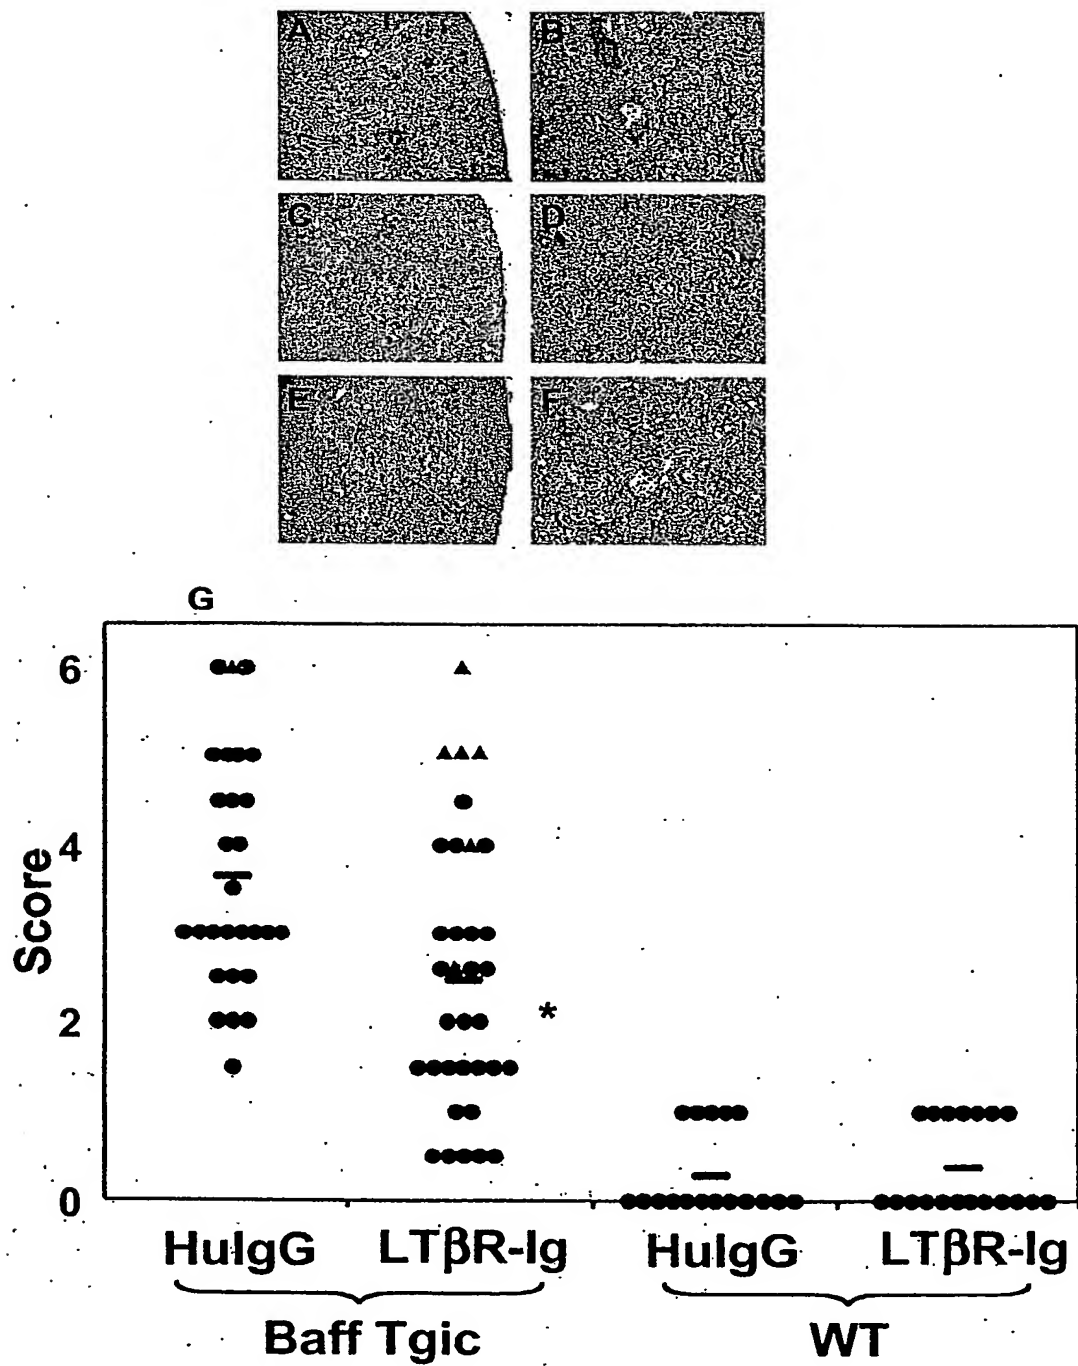 A B
C D
E F
G
6
4
2
0
Score
*
HuIgG LTβR-Ig HuIgG LTβR-Ig
Baff Tgic WT